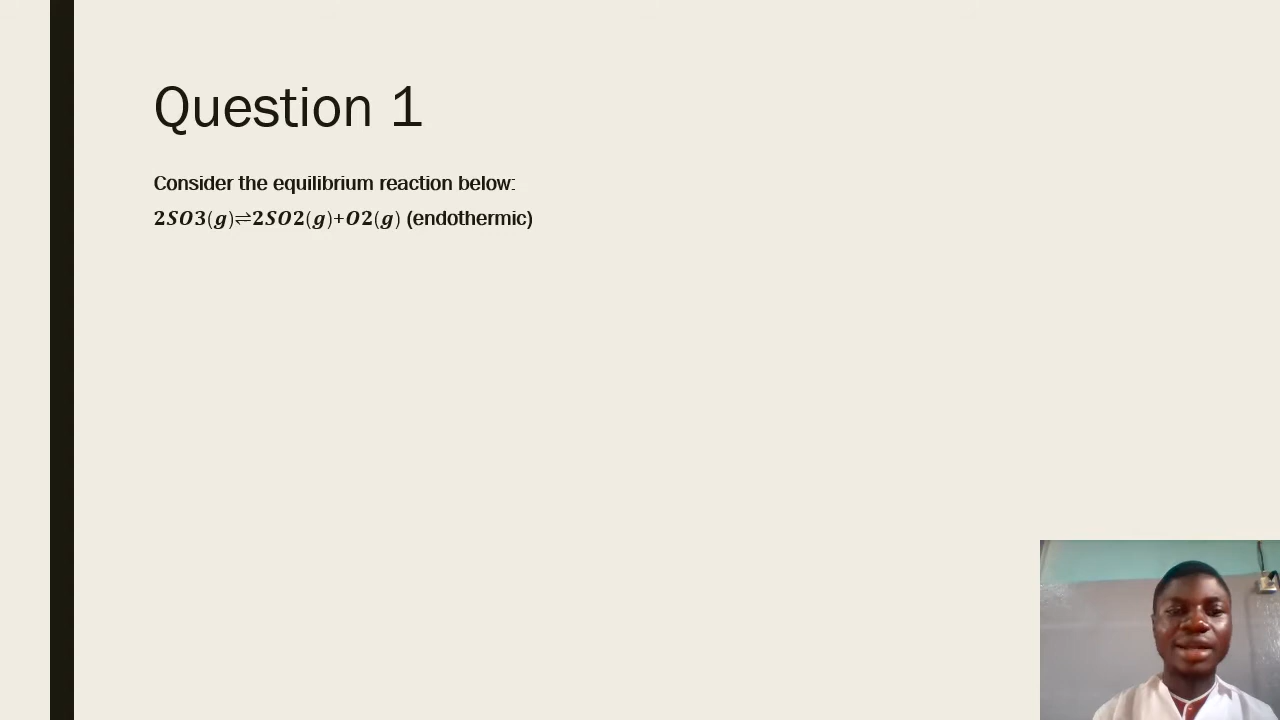 Question 1
Consider the equilibrium reaction below:
2SO3(g)⇌2SO2(g)+O2(g) (endothermic)